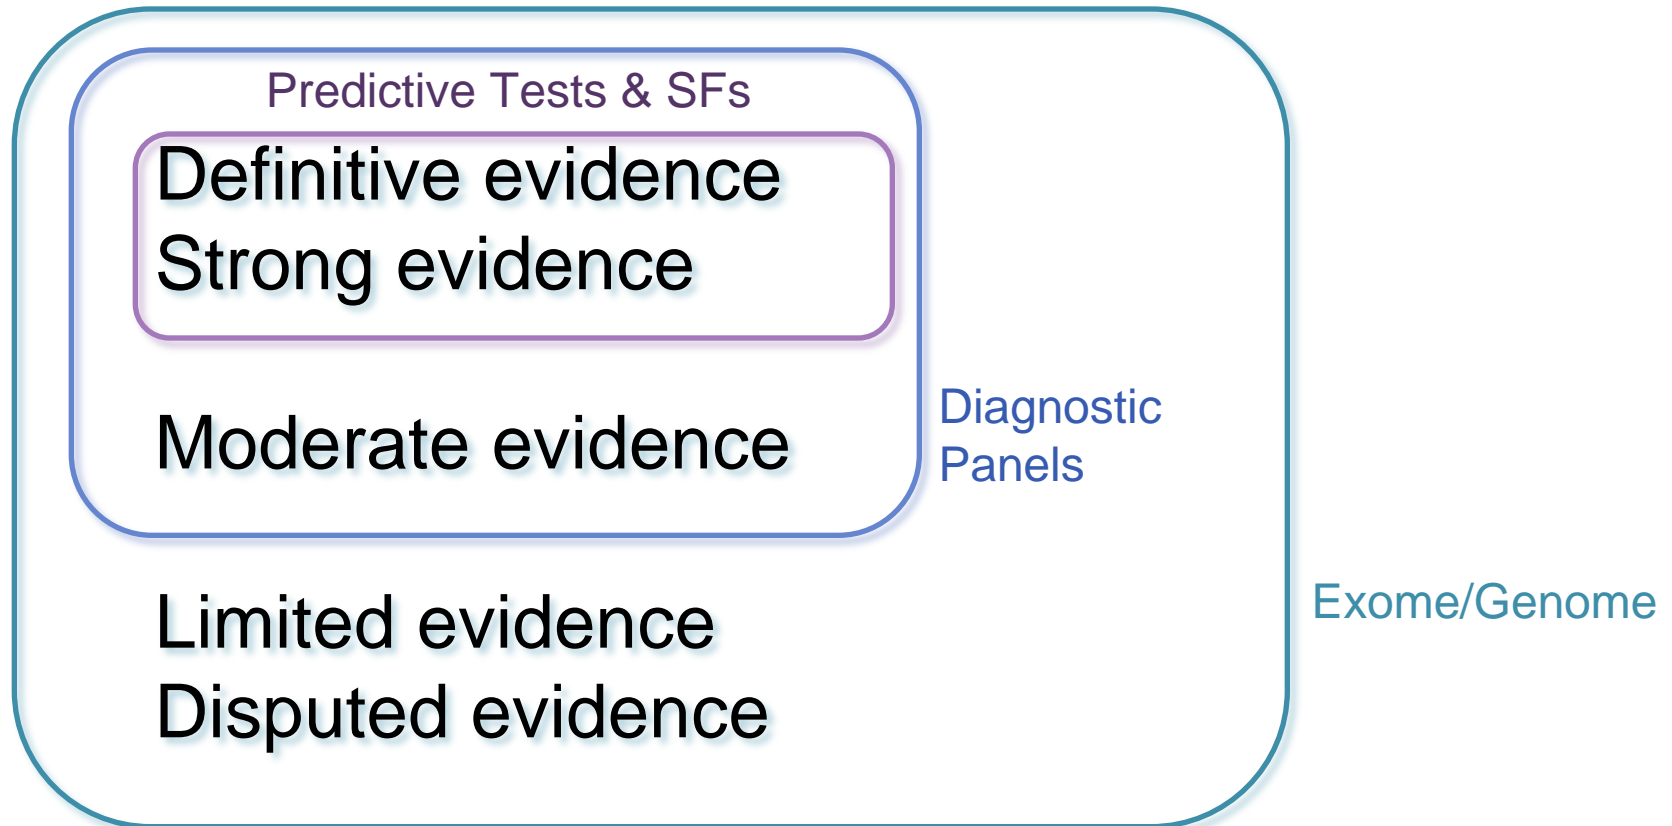 Predictive Tests & SFs
Definitive evidence
Strong evidence
Moderate evidence
Diagnostic
Panels
Limited evidence
Exome/Genome
Disputed evidence